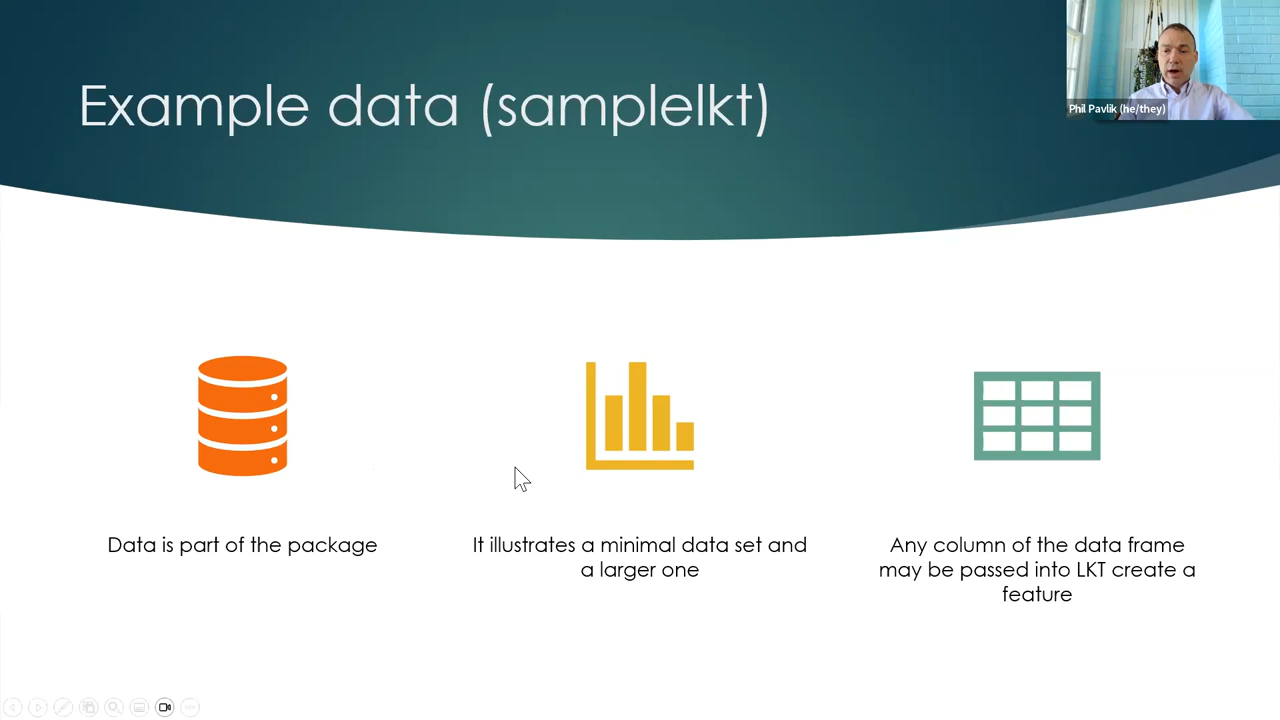 Example data (samplelkt)
Phil Pavlik (he/they)
Data is part of the package
It illustrates a minimal data set and
a larger one
Any column of the data frame
may be passed into LKT create a
feature